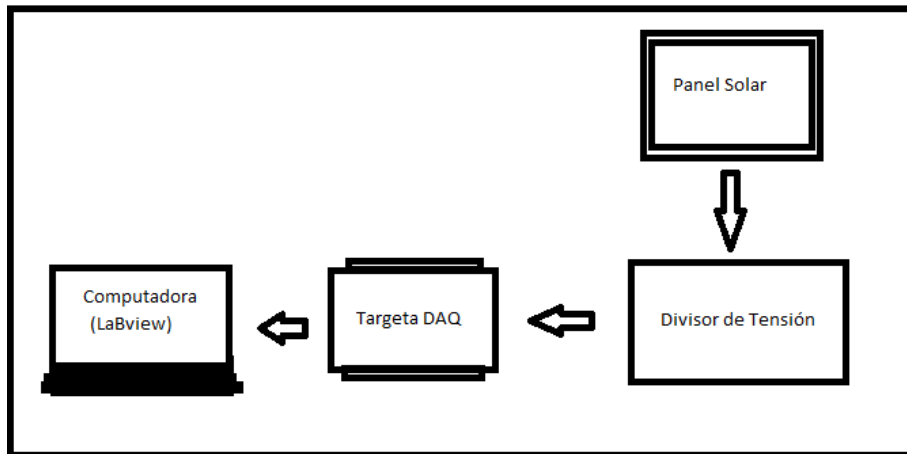 Panel Solar
Computadora
(LaBview)
Targeta DAQ
Divisor de Tensión